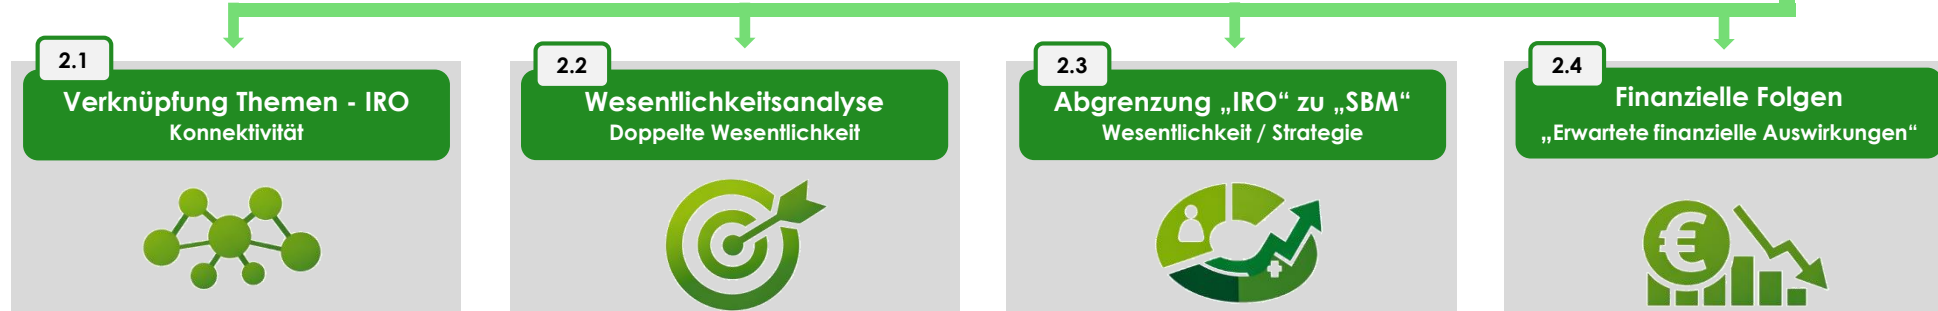 2.1
Verknüpfung Themen - IRO
Konnektivität
2.2
Wesentlichkeitsanalyse
Doppelte Wesentlichkeit
2.3
Abgrenzung „IRO“ zu „SBM“
Wesentlichkeit / Strategie
2.4
Finanzielle Folgen
„Erwartete finanzielle Auswirkungen“
€